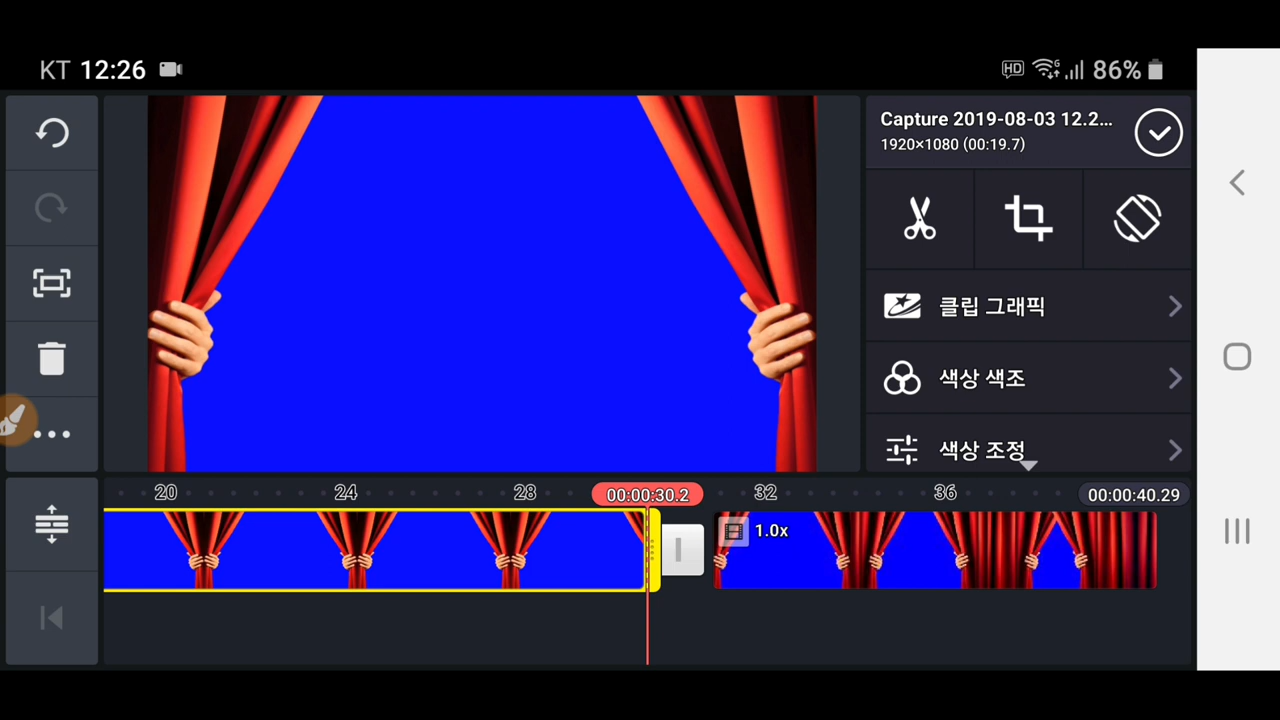 KT 12:26
HD 86%
Capture 2019-08-03 12.2...
1920×1080 (00:19.7)
클립 그래픽
색상 색조
색상 조정
20 24 28 00:00:30.2 32 36 00:00:40.29
1.0x